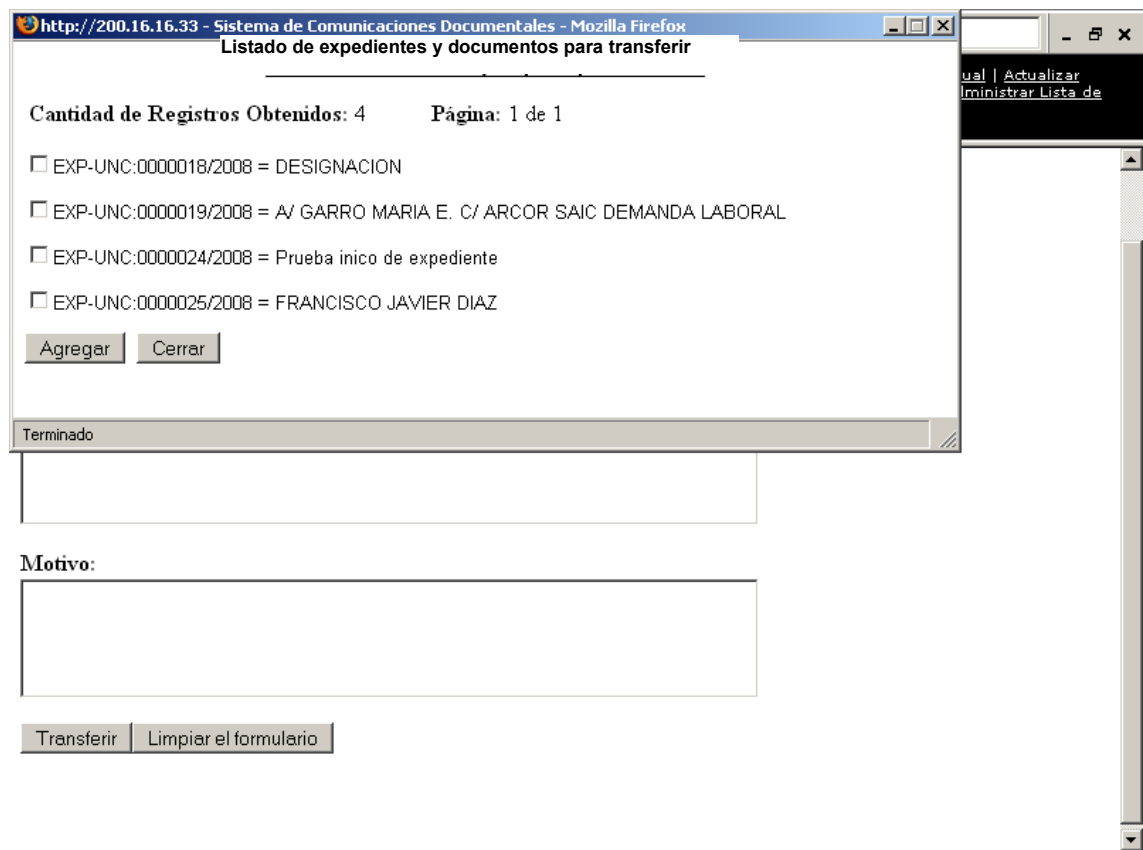 http://200.16.16.33 - Sistema de Comunicaciones Documentales - Mozilla Firefox
Listado de expedientes y documentos para transferir
ual | Actualizar
lministrar Lista de
Cantidad de Registros Obtenidos: 4 Página: 1 de 1
EXP-UNC:0000018/2008 = DESIGNACION
EXP-UNC:0000019/2008 = A/ GARRO MARIA E. C/ ARCOR SAIC DEMANDA LABORAL
EXP-UNC:0000024/2008 = Prueba inico de expediente
EXP-UNC:0000025/2008 = FRANCISCO JAVIER DIAZ
Agregar Cerrar
Terminado
Motivo:
Transferir Limpiar el formulario